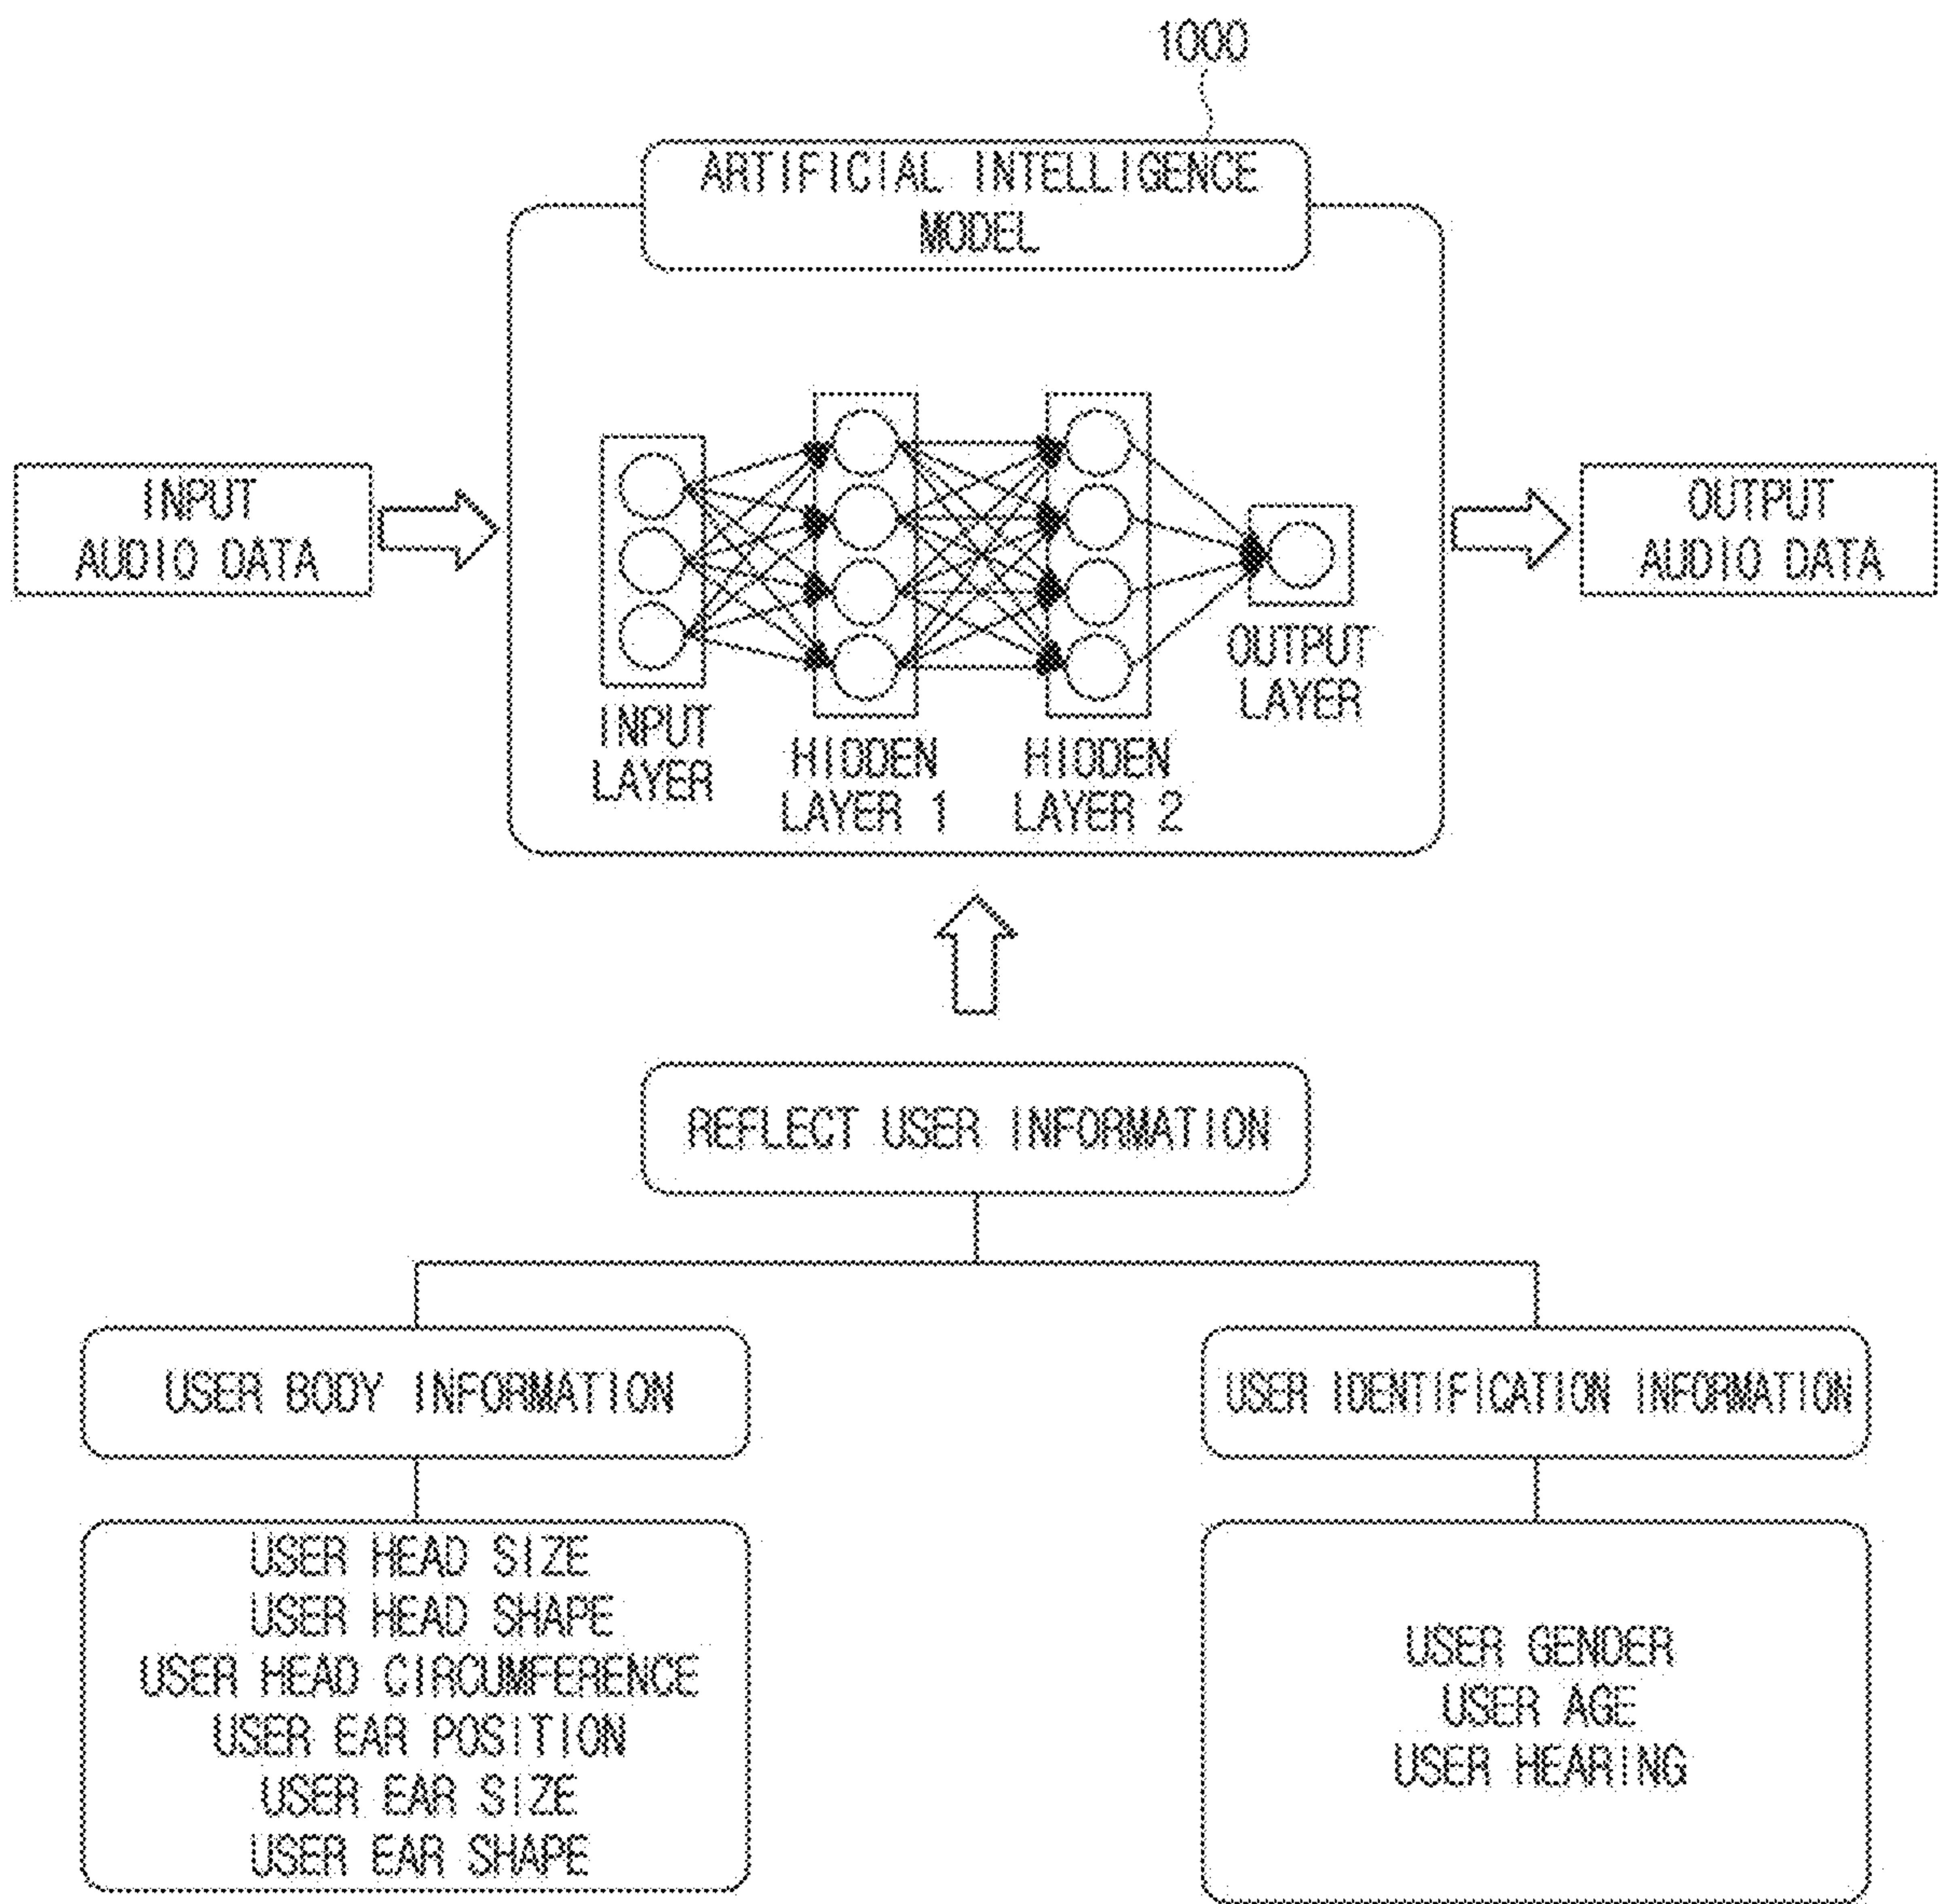 1000
ARTIFICIAL INTELLIGENCE
MODEL
INPUT
AUDIO DATA
INPUT
LAYER
HIDDEN
LAYER 1
HIDDEN
LAYER 2
OUTPUT
LAYER
OUTPUT
AUDIO DATA
REFLECT USER INFORMATION
USER BODY INFORMATION
USER HEAD SIZE
USER HEAD SHAPE
USER HEAD CIRCUMFERENCE
USER EAR POSITION
USER EAR SIZE
USER EAR SHAPE
USER IDENTIFICATION INFORMATION
USER GENDER
USER AGE
USER HEARING